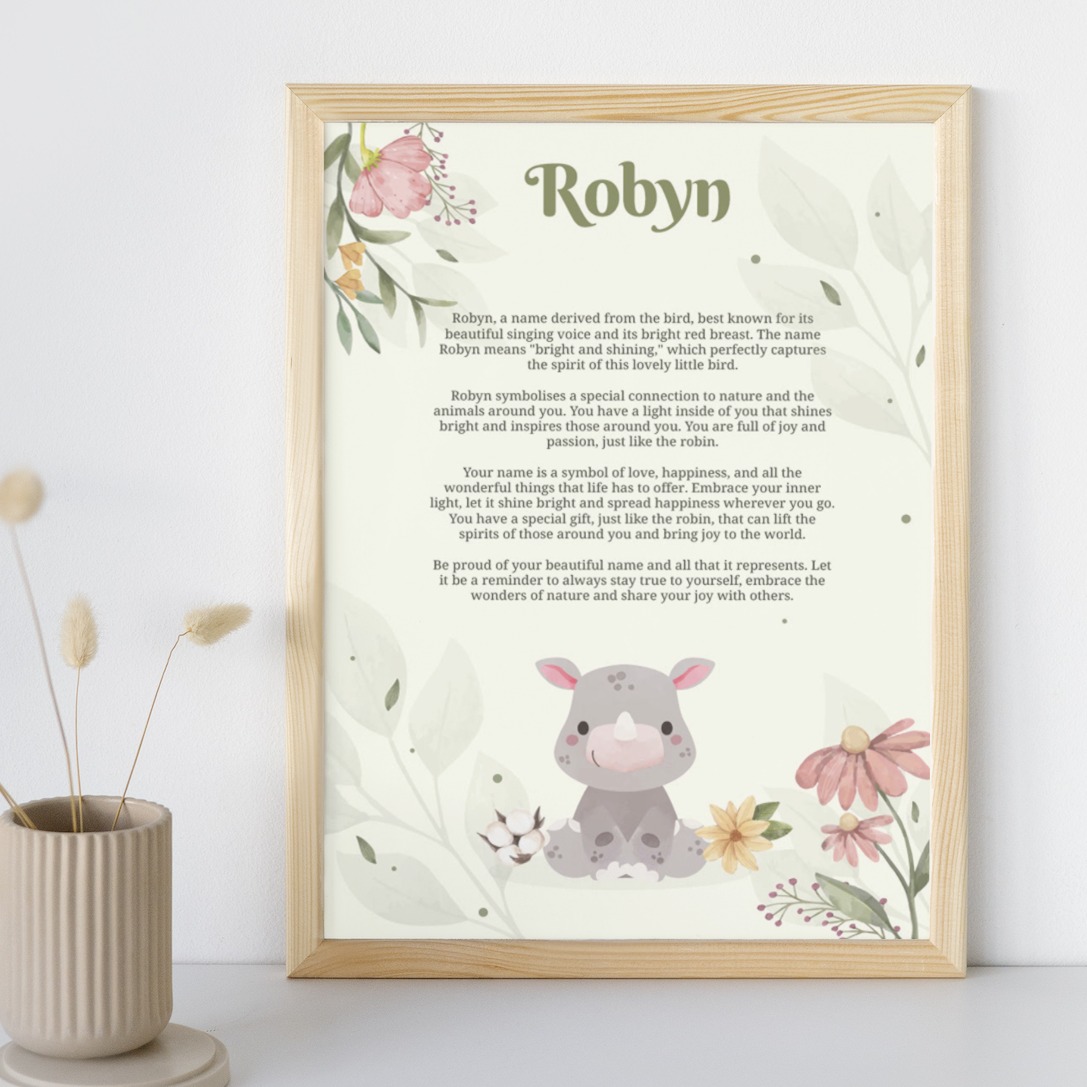 Robyn
Robyn, a name derived from the bird, best known for its
beautiful singing voice and its bright red breast. The name
Robyn means "bright and shining," which perfectly captures
the spirit of this lovely little bird.
Robyn symbolises a special connection to nature and the
animals around you. You have a light inside of you that shines
bright and inspires those around you. You are full of joy and
passion, just like the robin.
Your name is a symbol of love, happiness, and all the
wonderful things that life has to offer. Embrace your inner
light, let it shine bright and spread happiness wherever you go.
You have a special gift, just like the robin, that can lift the
spirits of those around you and bring joy to the world.
Be proud of your beautiful name and all that it represents. Let
it be a reminder to always stay true to yourself, embrace the
wonders of nature and share your joy with others.